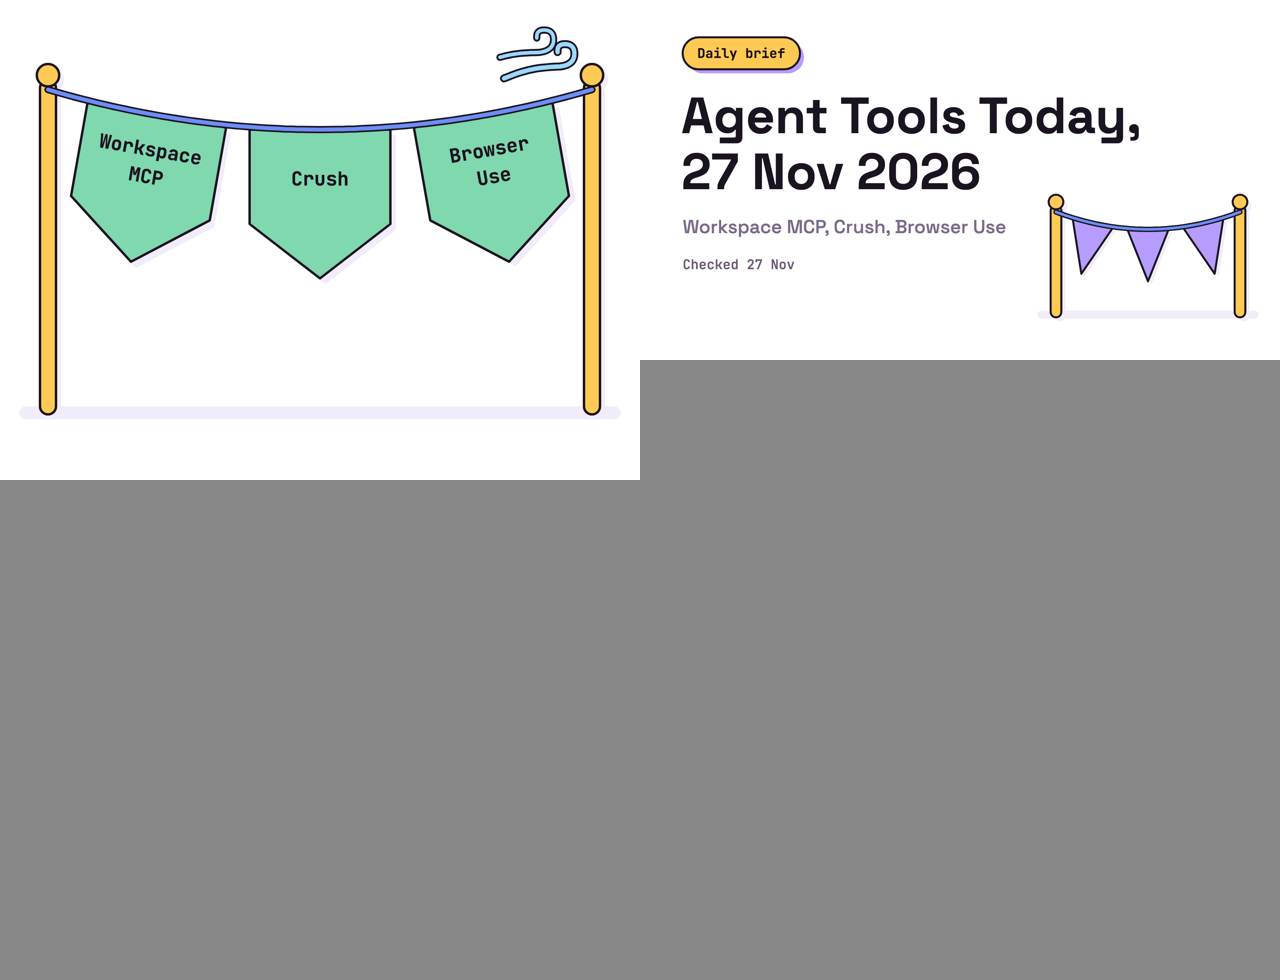 Workspace
MCP
Crush
Browser
Use
Daily brief
Agent Tools Today,
27 Nov 2026
Workspace MCP, Crush, Browser Use
Checked 27 Nov